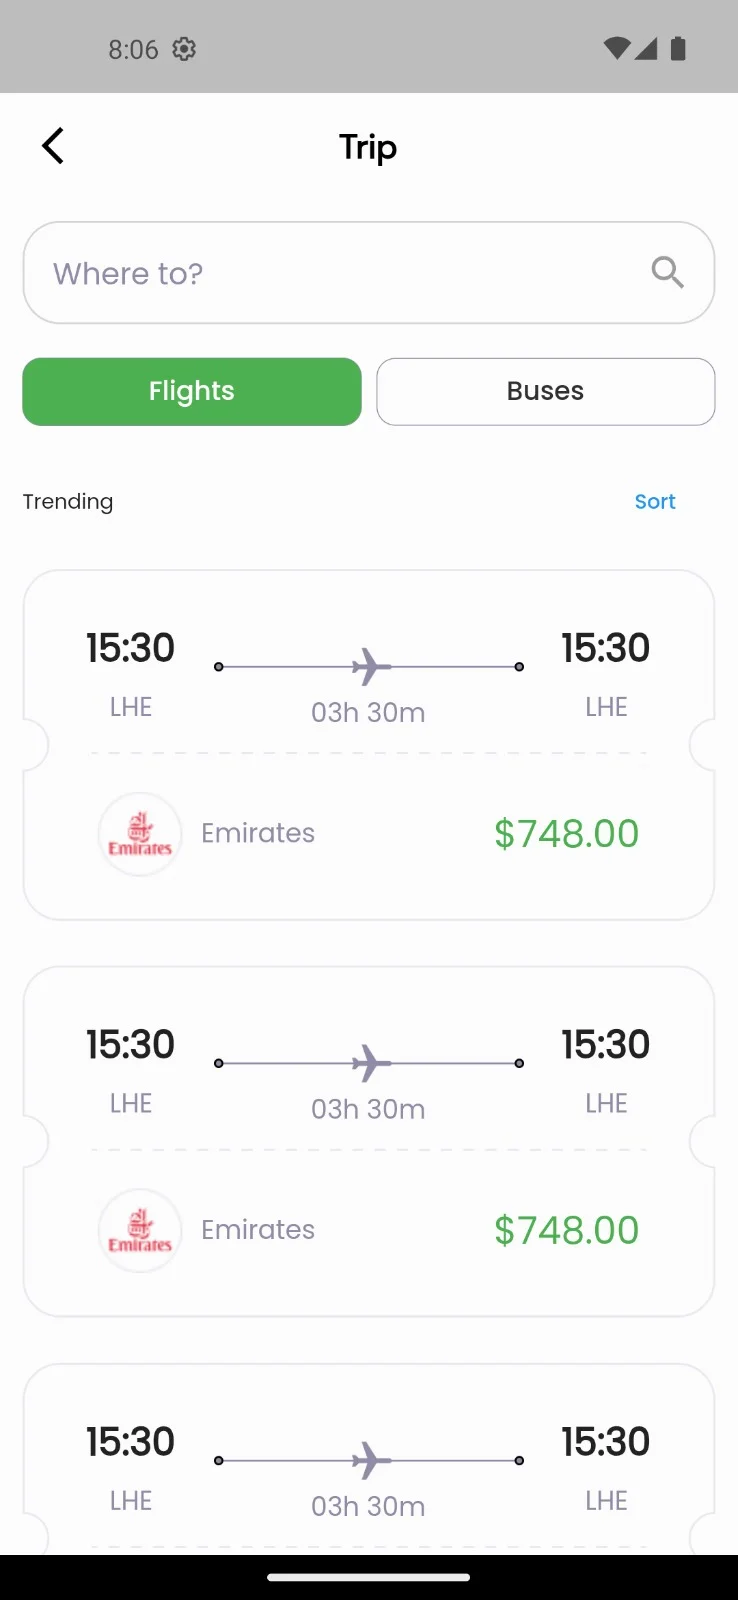 8:06
Trip
Where to?
Flights Buses
Trending Sort
15:30 15:30
LHE 03h 30m LHE
Emirates Emirates $748.00
15:30 15:30
LHE 03h 30m LHE
Emirates Emirates $748.00
15:30 15:30
LHE 03h 30m LHE